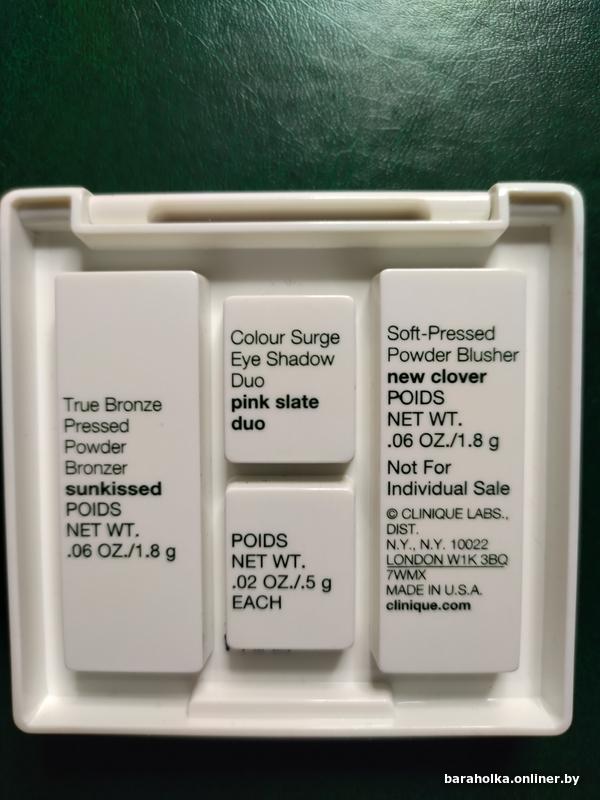 True Bronze
Pressed
Powder
Bronzer
sunkissed
POIDS
NET WT.
.06 OZ./1.8 g
Colour Surge
Eye Shadow
Duo
pink slate
duo
POIDS
NET WT.
.02 OZ./.5 g
EACH
Soft-Pressed
Powder Blusher
new clover
POIDS
NET WT.
.06 OZ./1.8 g
Not For
Individual Sale
© CLINIQUE LABS.,
DIST.
N.Y., N.Y. 10022
LONDON W1K 3BQ
7WMX
MADE IN U.S.A.
clinique.com
baraholka.onliner.by